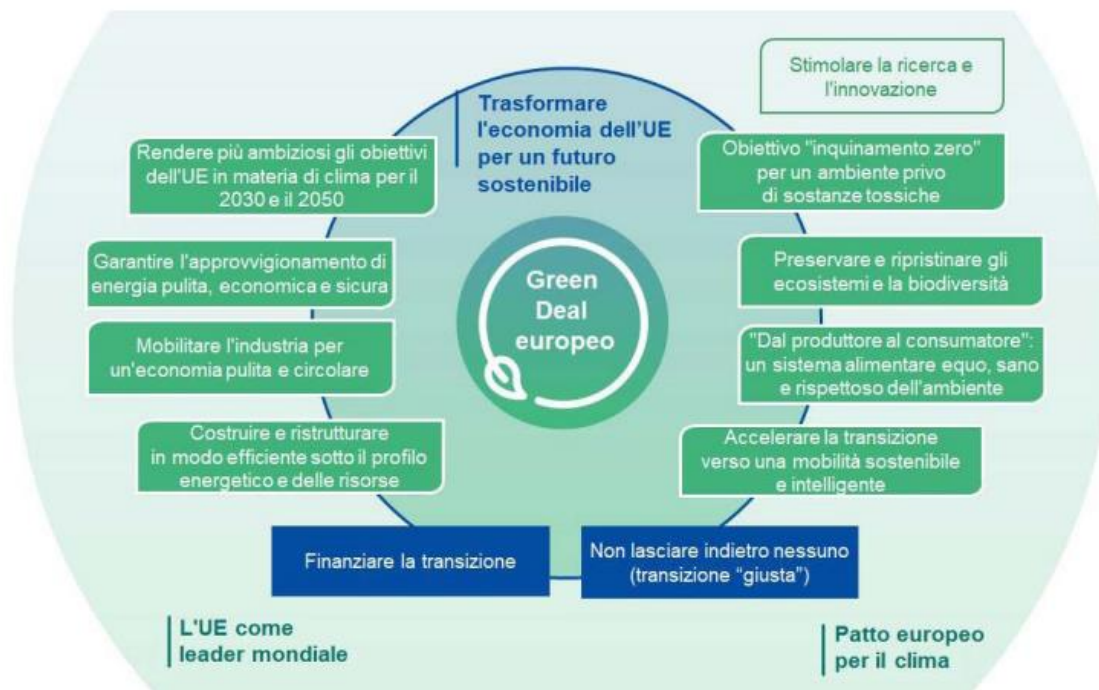 Stimolare la ricerca e
l'innovazione
Trasformare
l'economia dell'UE
per un futuro
sostenibile
Rendere più ambiziosi gli obiettivi
dell'UE in materia di clima per il
2030 e il 2050
Obiettivo "inquinamento zero"
per un ambiente privo
di sostanze tossiche
Garantire l'approvvigionamento di
energia pulita, economica e sicura
Green
Deal
europeo
Preservare e ripristinare gli
ecosistemi e la biodiversità
Mobilitare l'industria per
un'economia pulita e circolare
"Dal produttore al consumatore":
un sistema alimentare equo, sano
e rispettoso dell'ambiente
Costruire e ristrutturare
in modo efficiente sotto il profilo
energetico e delle risorse
Accelerare la transizione
verso una mobilità sostenibile
e intelligente
Finanziare la transizione
Non lasciare indietro nessuno
(transizione “giusta”)
L'UE come
leader mondiale
Patto europeo
per il clima